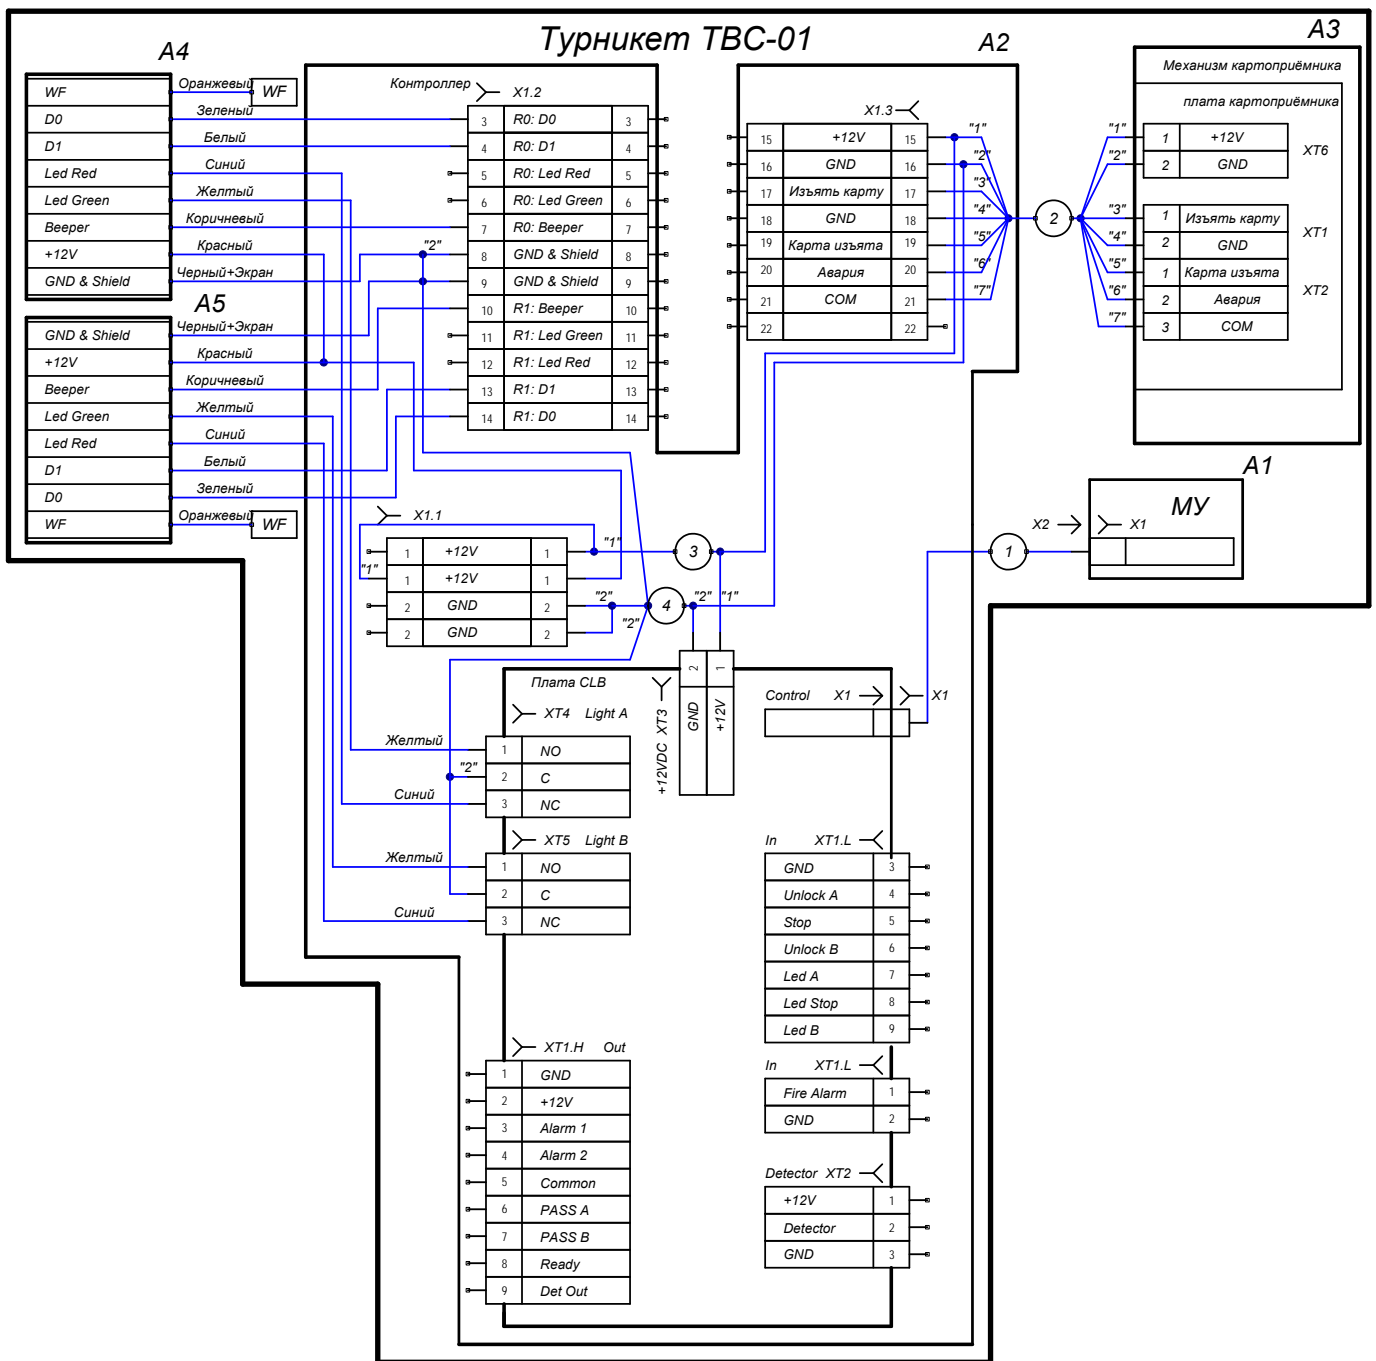 Турникет ТВС-01
А4
WF
D0
D1
Led Red
Led Green
Beeper
+12V
GND & Shield
Оранжевый
WF
Зеленый
Белый
Синий
Желтый
Коричневый
Красный
Черный+Экран
А5
GND & Shield
+12V
Beeper
Led Green
Led Red
D1
D0
WF
Черный+Экран
Красный
Коричневый
Желтый
Синий
Белый
Зеленый
Оранжевый
WF
А2
Контроллер
X1.2
3 R0: D0 3
4 R0: D1 4
5 R0: Led Red 5
6 R0: Led Green 6
7 R0: Beeper 7
8 GND & Shield 8
9 GND & Shield 9
10 R1: Beeper 10
11 R1: Led Green 11
12 R1: Led Red 12
13 R1: D1 13
14 R1: D0 14
"2"
X1.3
15 +12V 15
16 GND 16
17 Изъять карту 17
18 GND 18
19 Карта изъята 19
20 Авария 20
21 COM 21
22 22
"1"
"2"
"3"
"4"
"5"
"6"
"7"
2
А3
Механизм картоприёмника
плата картоприёмника
"1"
"2"
1 +12V
2 GND
XT6
"3"
"4"
"5"
"6"
"7"
1 Изъять карту
2 GND
1 Карта изъята
2 Авария
3 COM
XT1
XT2
А1
МУ
X2
X1
1
X1.1
1 +12V 1
1 +12V 1
2 GND 2
2 GND 2
"1"
"1"
3
"2"
"2"
4
"2"
"1"
Плата CLB
+12VDC XT3
2 GND
1 +12V
XT4 Light A
1 NO
2 C
3 NC
Желтый
"2"
Синий
XT5 Light B
1 NO
2 C
3 NC
Желтый
Синий
Control X1
X1
In XT1.L
GND 3
Unlock A 4
Stop 5
Unlock B 6
Led A 7
Led Stop 8
Led B 9
XT1.H Out
1 GND
2 +12V
3 Alarm 1
4 Alarm 2
5 Common
6 PASS A
7 PASS B
8 Ready
9 Det Out
In XT1.L
Fire Alarm 1
GND 2
Detector XT2
+12V 1
Detector 2
GND 3